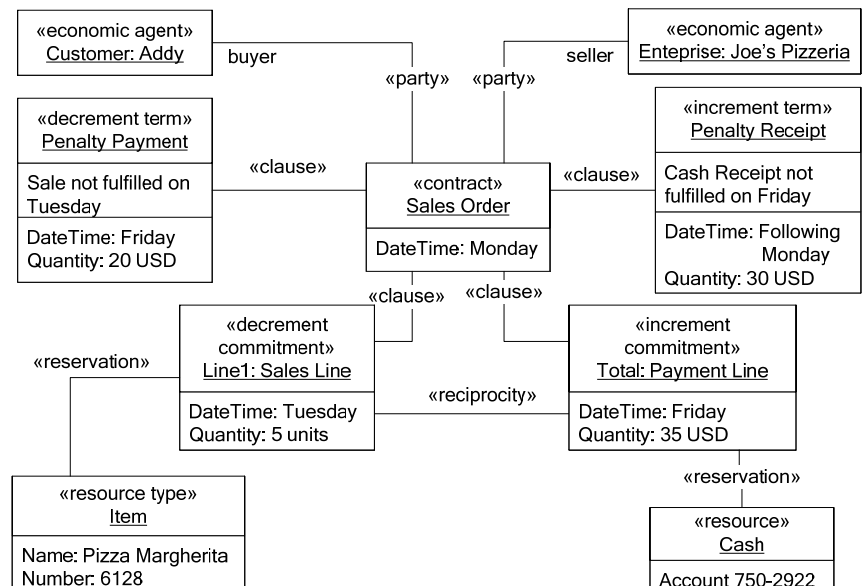 «economic agent»
Customer: Addy
buyer
«party»
«party»
seller
«economic agent»
Enteprise: Joe's Pizzeria
«decrement term»
Penalty Payment
Sale not fulfilled on
Tuesday
DateTime: Friday
Quantity: 20 USD
«clause»
«contract»
Sales Order
DateTime: Monday
«clause»
«increment term»
Penalty Receipt
Cash Receipt not
fulfilled on Friday
DateTime: Following
Monday
Quantity: 30 USD
«clause»
«clause»
«reservation»
«decrement
commitment»
Line1: Sales Line
DateTime: Tuesday
Quantity: 5 units
«reciprocity»
«increment
commitment»
Total: Payment Line
DateTime: Friday
Quantity: 35 USD
«reservation»
«resource type»
Item
Name: Pizza Margherita
Number: 6128
«resource»
Cash
Account 750-2922